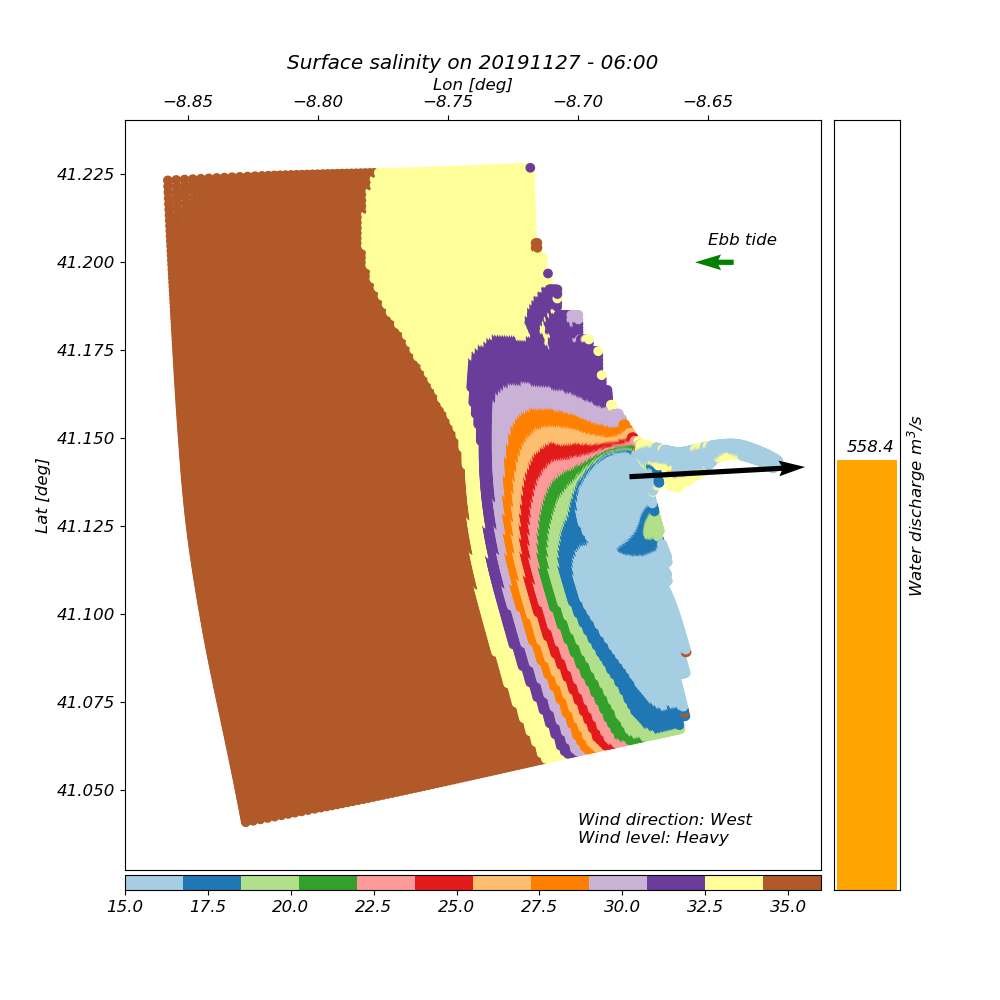 Surface salinity on 20191127 - 06:00
Lon [deg]
−8.85 −8.80 −8.75 −8.70 −8.65
41.225
41.200
41.175
41.150
41.125
41.100
41.075
41.050
Lat [deg]
Ebb tide
558.4
Water discharge m³/s
Wind direction: West
Wind level: Heavy
15.0 17.5 20.0 22.5 25.0 27.5 30.0 32.5 35.0